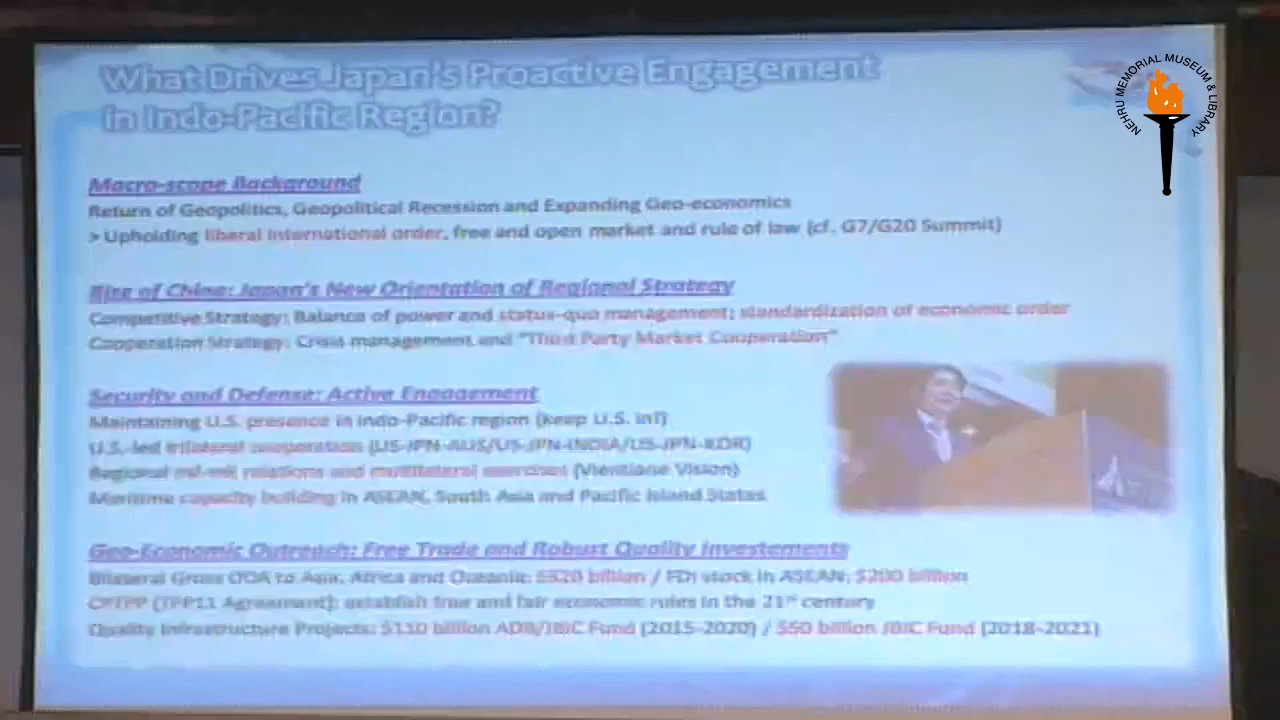 What Drives Japan's Proactive Engagement
in Indo-Pacific Region?
NEHRU MEMORIAL MUSEUM & LIBRARY
Macro-scope Background
Return of Geopolitics, Geopolitical Recession and Expanding Geo-economics
> Upholding liberal international order, free and open market and rule of law (cf. G7/G20 Summit)
Rise of China: Japan's New Orientation of Regional Strategy
Competitive Strategy: Balance of power and status-quo management; standardization of economic order
Cooperation Strategy: Crisis management and "Third Party Market Cooperation"
Security and Defense: Active Engagement
Maintaining U.S. presence in Indo-Pacific region (keep U.S. in!)
U.S.-led trilateral cooperation (US-JPN-AUS/US-JPN-INDIA/US-JPN-KOR)
Regional mil-mil relations and multilateral exercises (Vientiane Vision)
Maritime capacity building in ASEAN, South Asia and Pacific Island States
Geo-Economic Outreach: Free Trade and Robust Quality Investements
Bilateral Gross ODA to Asia, Africa and Oceania: $320 billion / FDI stock in ASEAN: $200 billion
CPTPP (TPP11 Agreement): establish free and fair economic rules in the 21st century
Quality Infrastructure Projects: $110 billion ADB/JBIC Fund (2015-2020) / $50 billion JBIC Fund (2018-2021)